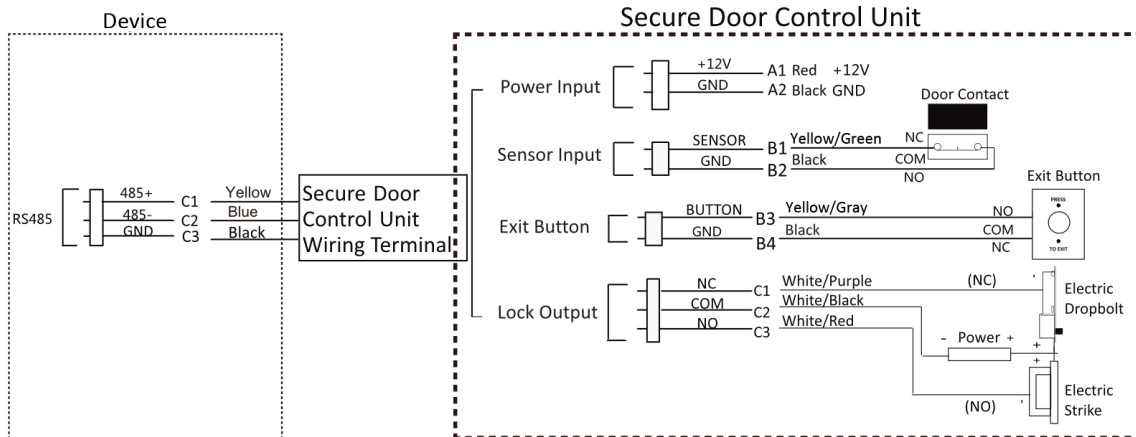 Device
Secure Door Control Unit
RS485
485+ C1 Yellow
485- C2 Blue
GND C3 Black
Secure Door
Control Unit
Wiring Terminal
Power Input
+12V A1 Red +12V
GND A2 Black GND
Door Contact
Sensor Input
SENSOR B1 Yellow/Green NC
GND B2 Black COM
NO
Exit Button
Exit Button
BUTTON B3 Yellow/Gray NO
GND B4 Black COM
NC
PRESS
TO EXIT
Lock Output
NC C1 White/Purple (NC)
COM C2 White/Black
NO C3 White/Red
Electric
Dropbolt
- Power + +
+
(NO)
Electric
Strike